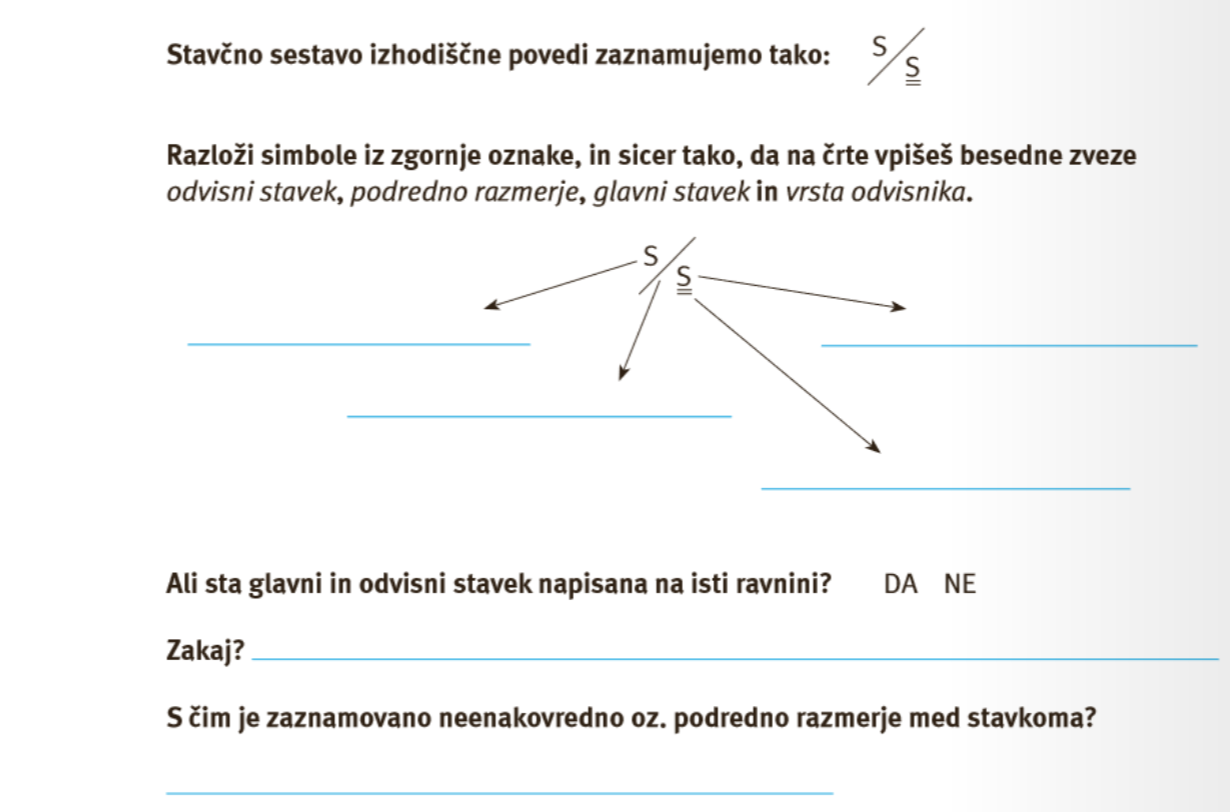 Stavčno sestavo izhodiščne povedi zaznamujemo tako: S/S
Razloži simbole iz zgornje oznake, in sicer tako, da na črte vpišeš besedne zveze
odvisni stavek, podredno razmerje, glavni stavek in vrsta odvisnika.
S/S
Ali sta glavni in odvisni stavek napisana na isti ravnini? DA NE
Zakaj?
S čim je zaznamovano neenakovredno oz. podredno razmerje med stavkoma?